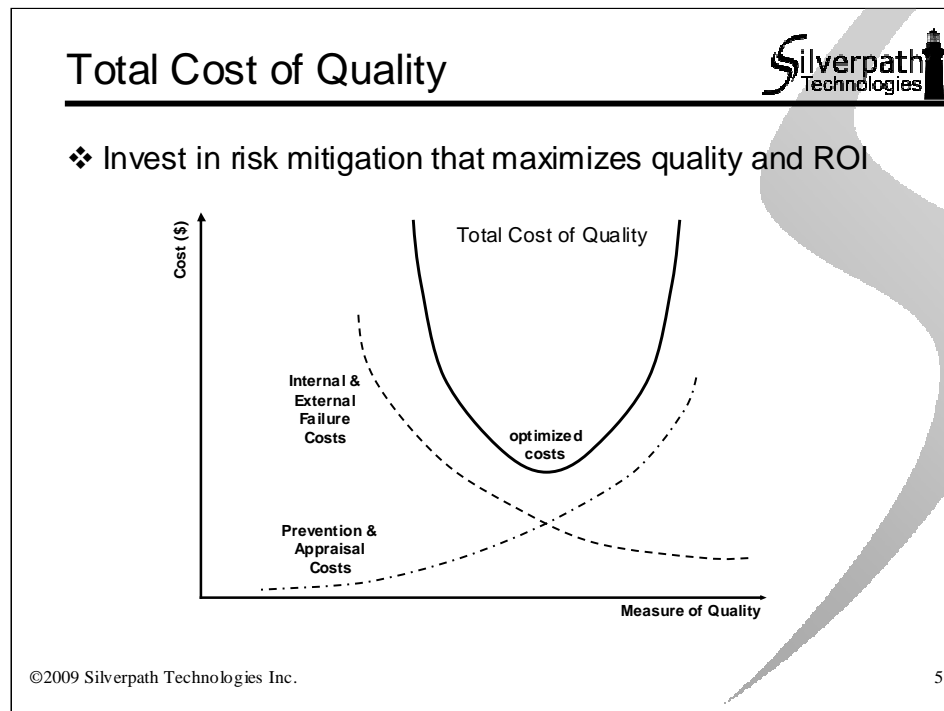 Total Cost of Quality
Silverpath
Technologies
❖ Invest in risk mitigation that maximizes quality and ROI
Cost ($)
Total Cost of Quality
Internal &
External
Failure
Costs
optimized
costs
Prevention &
Appraisal
Costs
Measure of Quality
©2009 Silverpath Technologies Inc.
5